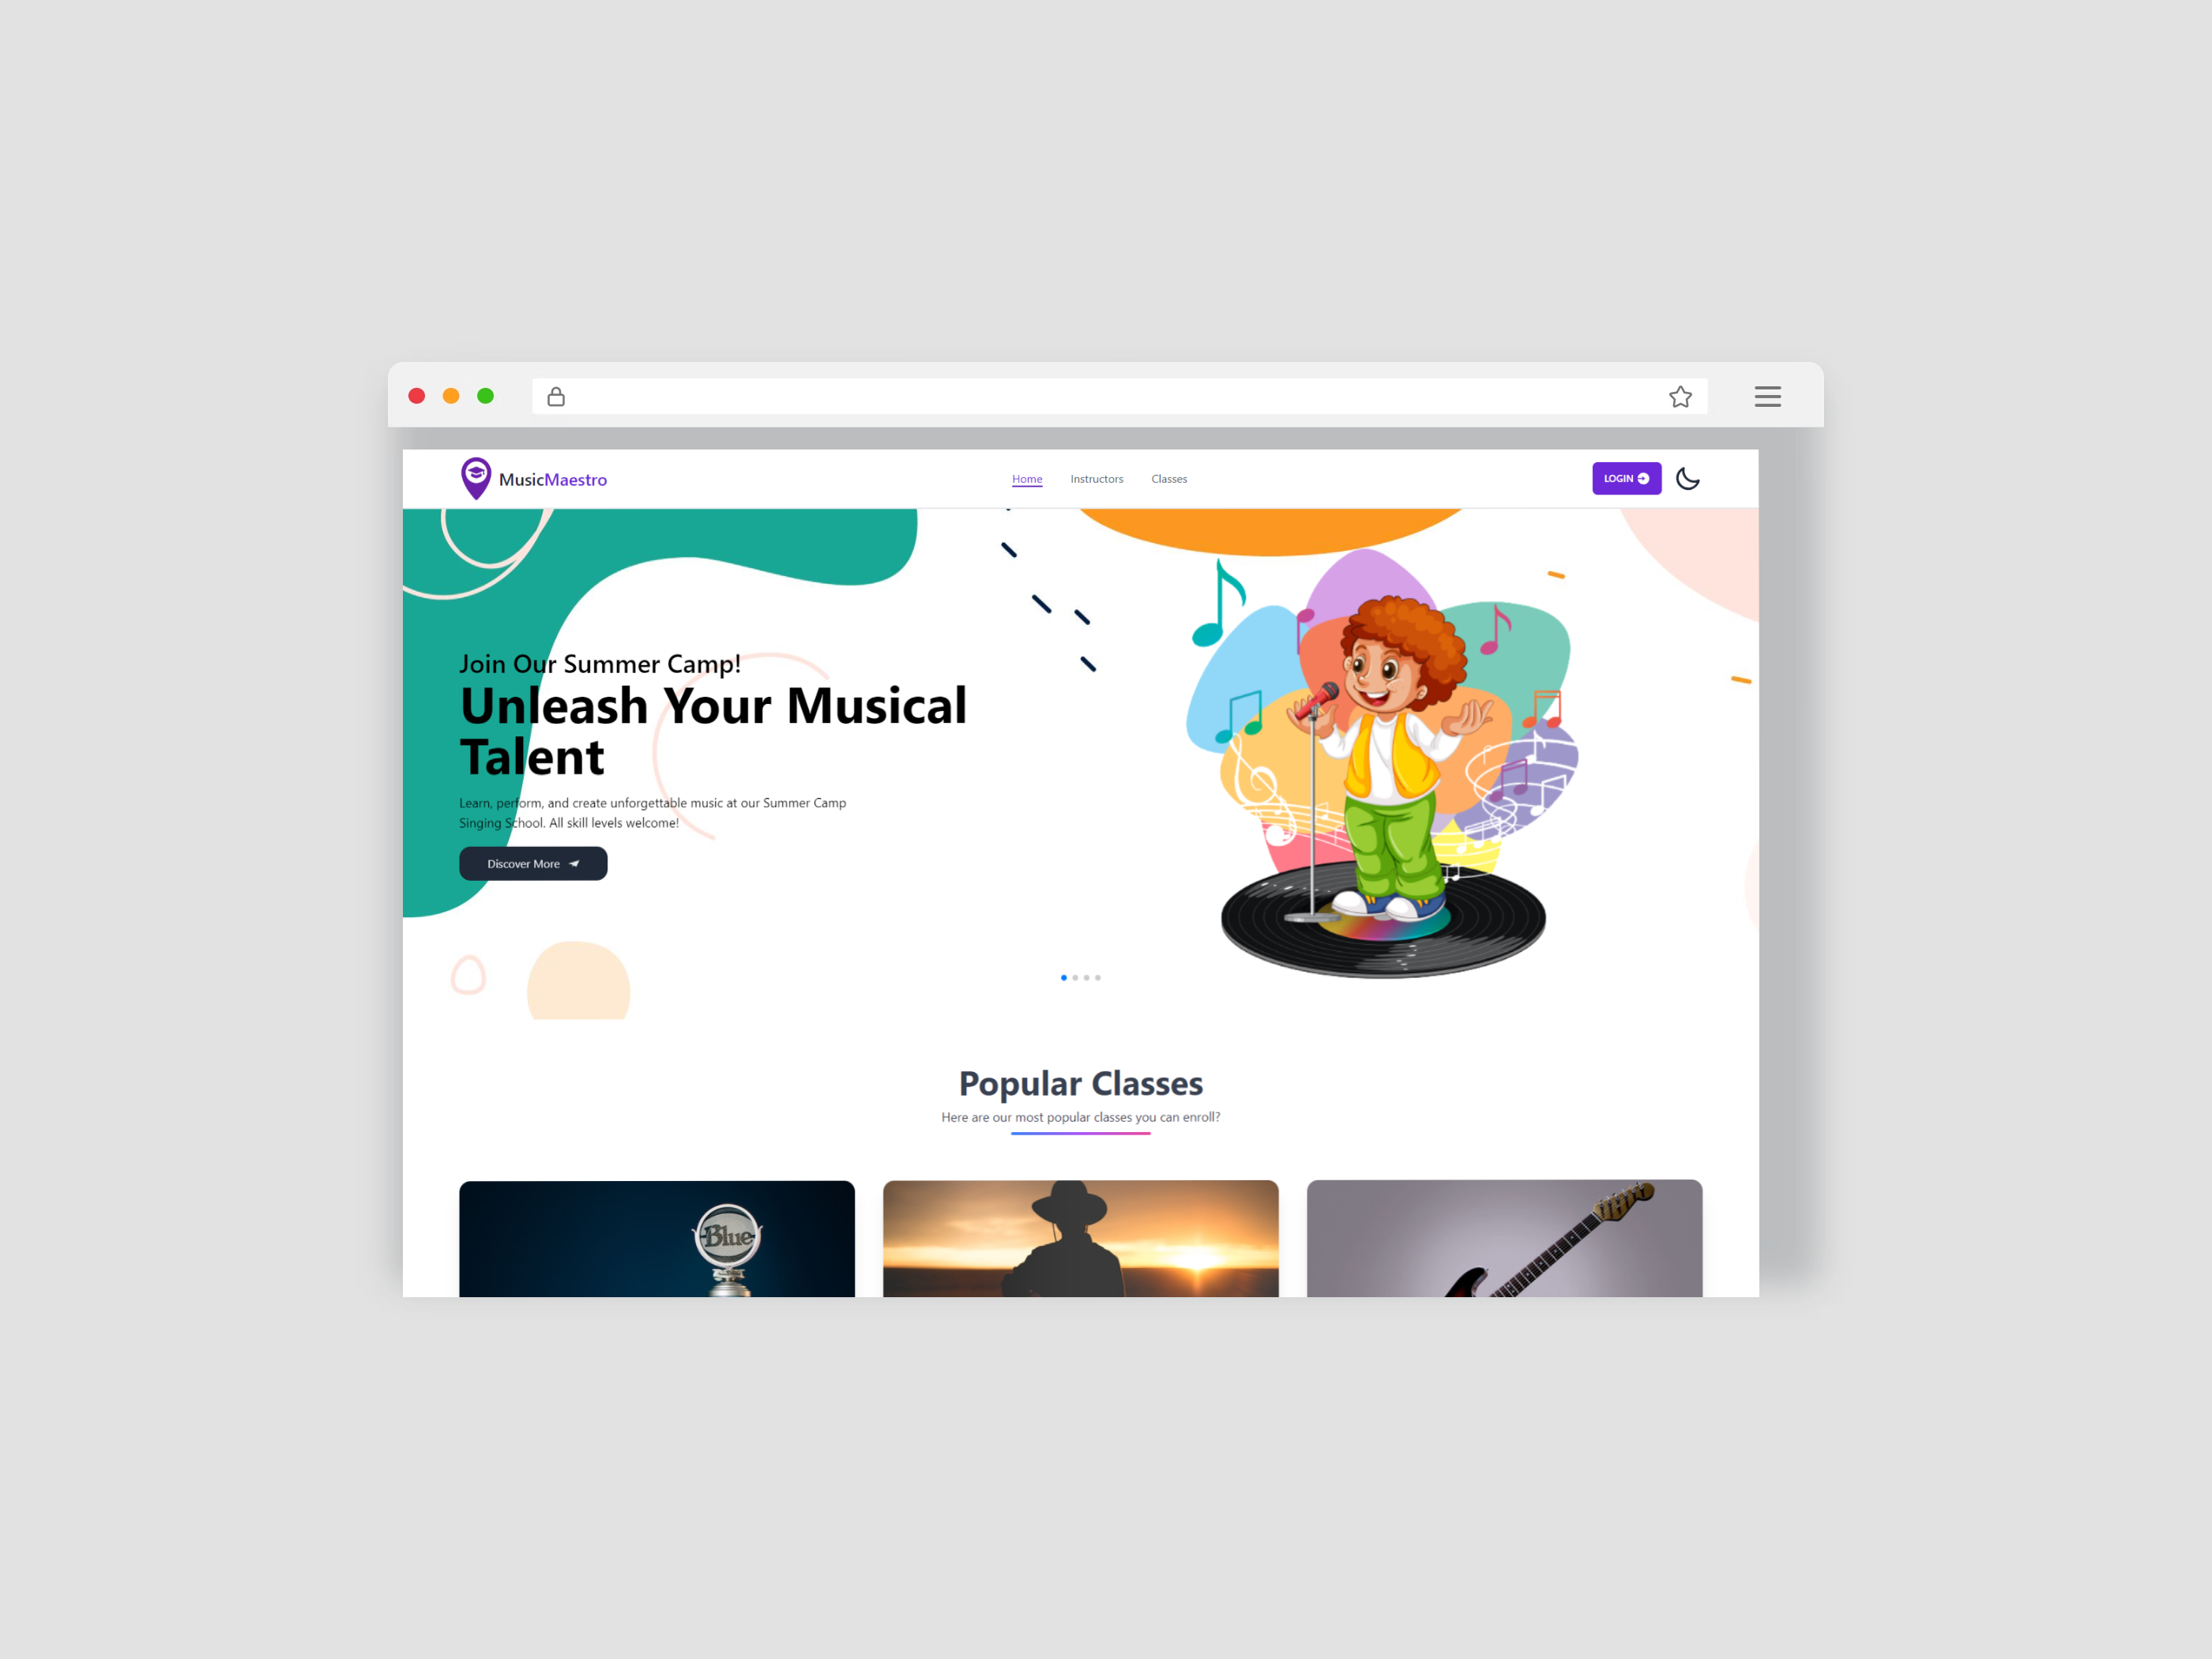 MusicMaestro
Home Instructors Classes
LOGIN
Join Our Summer Camp!
Unleash Your Musical
Talent
Learn, perform, and create unforgettable music at our Summer Camp
Singing School. All skill levels welcome!
Discover More
Popular Classes
Here are our most popular classes you can enroll?
Blue